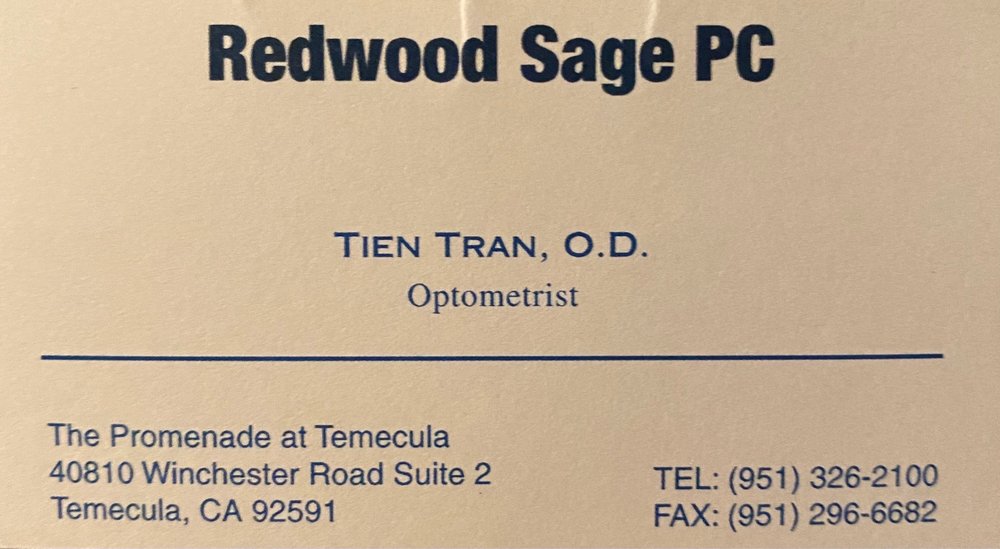 Redwood Sage PC
TIEN TRAN, O.D.
Optometrist
The Promenade at Temecula
40810 Winchester Road Suite 2
Temecula, CA 92591
TEL: (951) 326-2100
FAX: (951) 296-6682